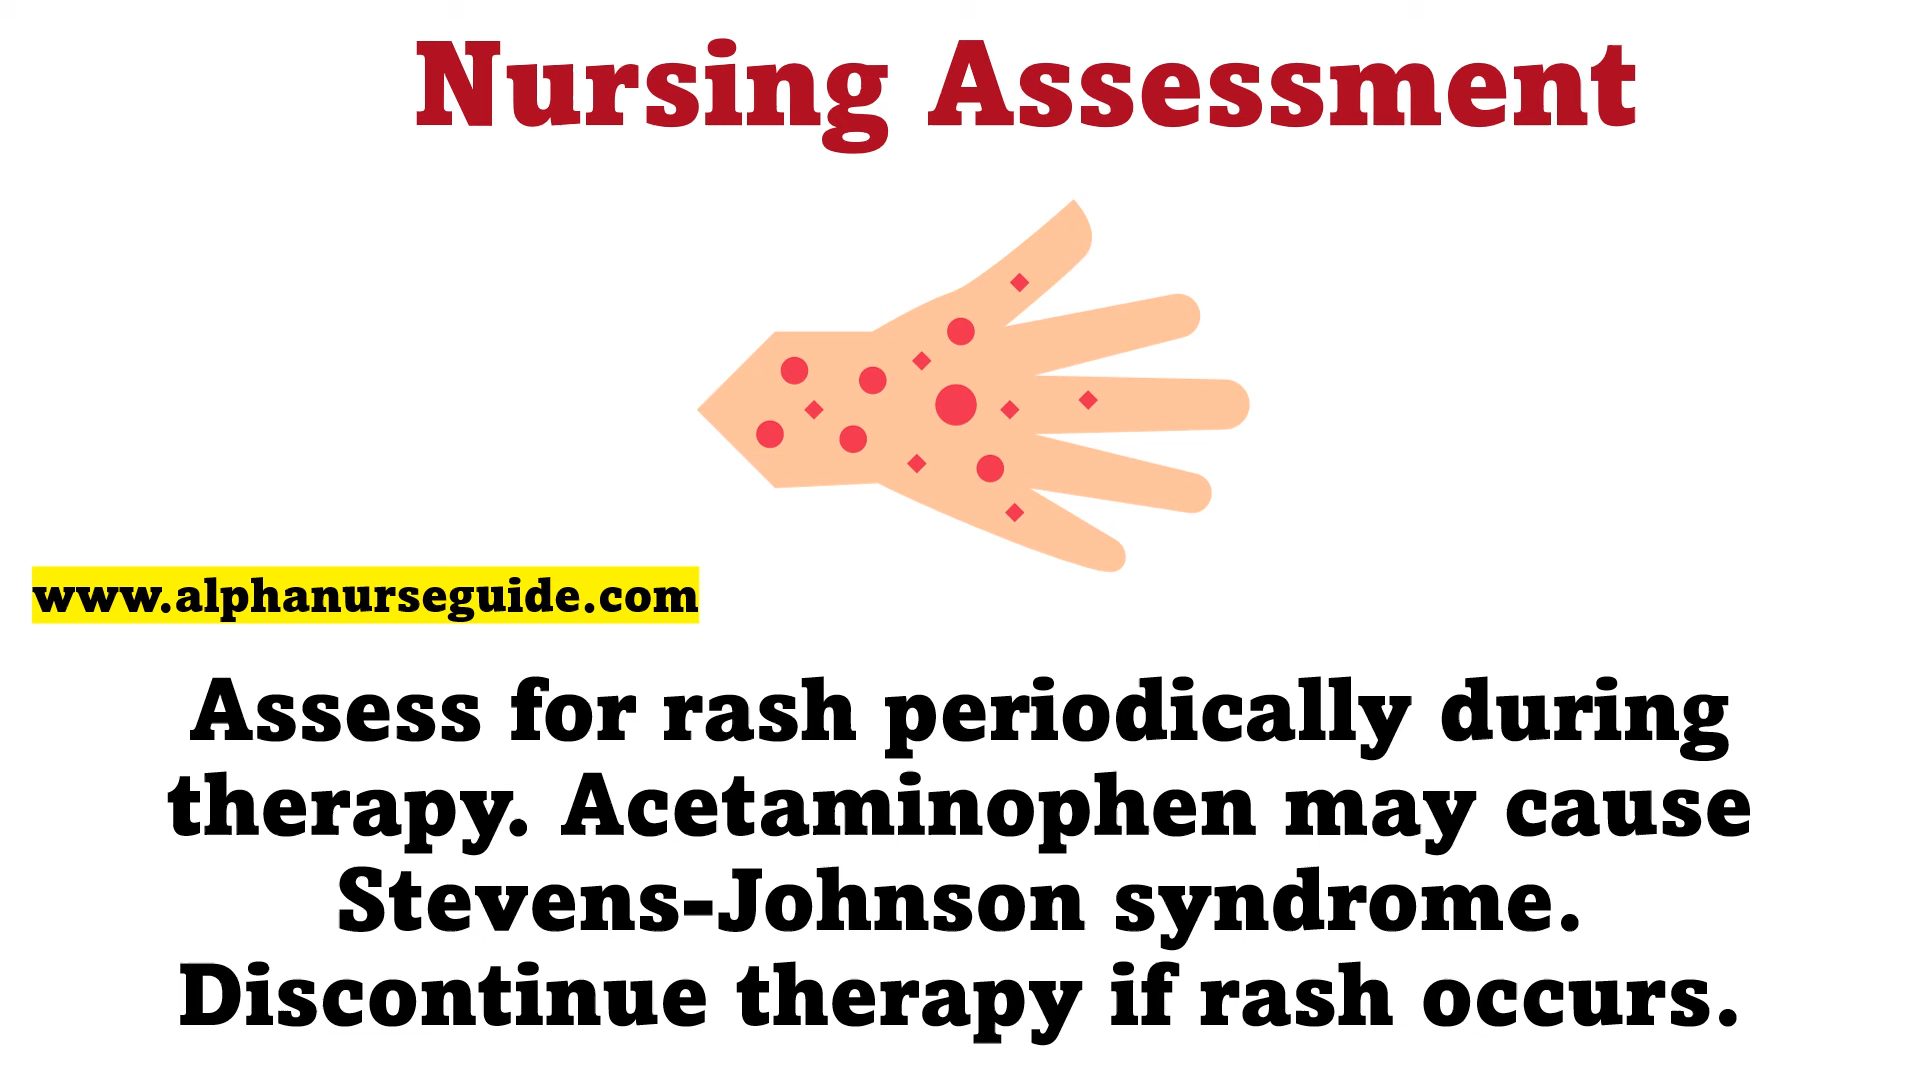 Nursing Assessment
www.alphanurseguide.com
Assess for rash periodically during
therapy. Acetaminophen may cause
Stevens-Johnson syndrome.
Discontinue therapy if rash occurs.